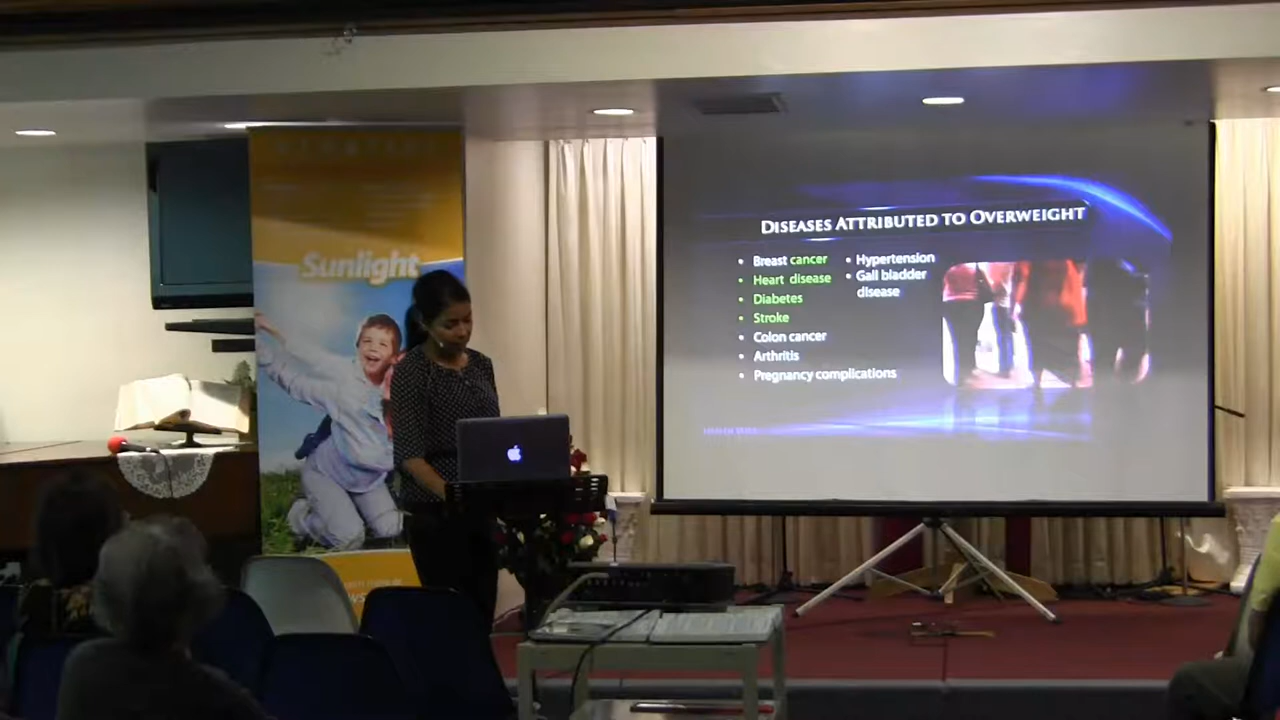 Sunlight
DISEASES ATTRIBUTED TO OVERWEIGHT
• Breast cancer
• Heart disease
• Diabetes
• Stroke
• Colon cancer
• Arthritis
• Pregnancy complications
• Hypertension
• Gall bladder
disease